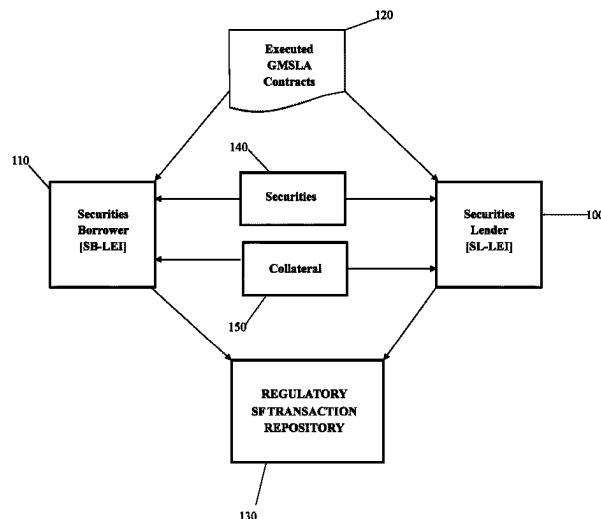 120
Executed
GMSLA
Contracts
110
140
Securities
Borrower
[SB-LEI]
Securities
Securities
Lender
[SL-LEI]
100
Collateral
150
REGULATORY
SF TRANSACTION
REPOSITORY
130